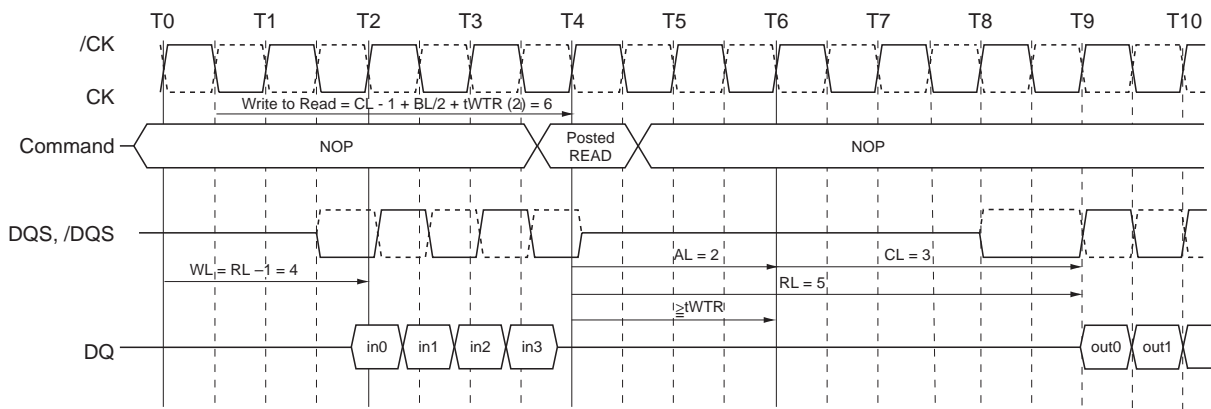 T0 T1 T2 T3 T4 T5 T6 T7 T8 T9 T10
/CK
CK
Write to Read = CL - 1 + BL/2 + tWTR (2) = 6
Command
NOP
Posted
READ
NOP
DQS, /DQS
WL = RL –1 = 4
AL = 2
CL = 3
RL = 5
≧tWTR
DQ
in0 in1 in2 in3
out0 out1